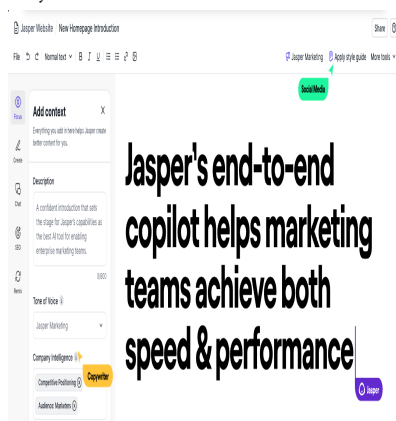 Jasper Website New Homepage Introduction
Share
File Normal text B I U Jasper Marketing Apply style guide More tools
Social Media
Focus
Create
Chat
SEO
Remix
Add context X
Everything you add in here helps Jasper create
better content for you.
Description
A confident introduction that sets
the stage for Jasper's capabilities as
the best AI tool for enabling
enterprise marketing teams.
0/600
Tone of Voice
Jasper Marketing
Company Intelligence
Copywriter
Competitive Positioning
Audience: Marketers
Jasper's end-to-end
copilot helps marketing
teams achieve both
speed & performance
Jasper